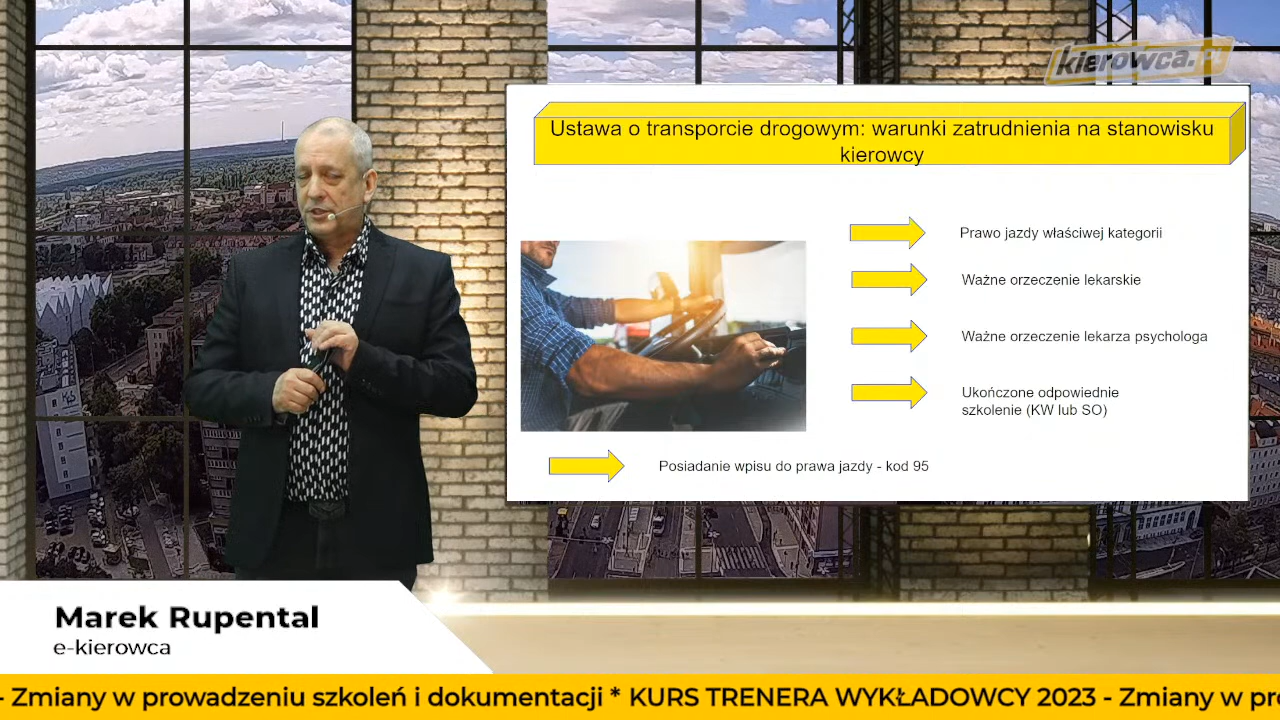 kierowca.tv
Ustawa o transporcie drogowym: warunki zatrudnienia na stanowisku
kierowcy
Prawo jazdy właściwej kategorii
Ważne orzeczenie lekarskie
Ważne orzeczenie lekarza psychologa
Ukończone odpowiednie
szkolenie (KW lub SO)
Posiadanie wpisu do prawa jazdy - kod 95
Marek Rupental
e-kierowca
- Zmiany w prowadzeniu szkoleń i dokumentacji * KURS TRENERA WYKŁADOWCY 2023 - Zmiany w pro